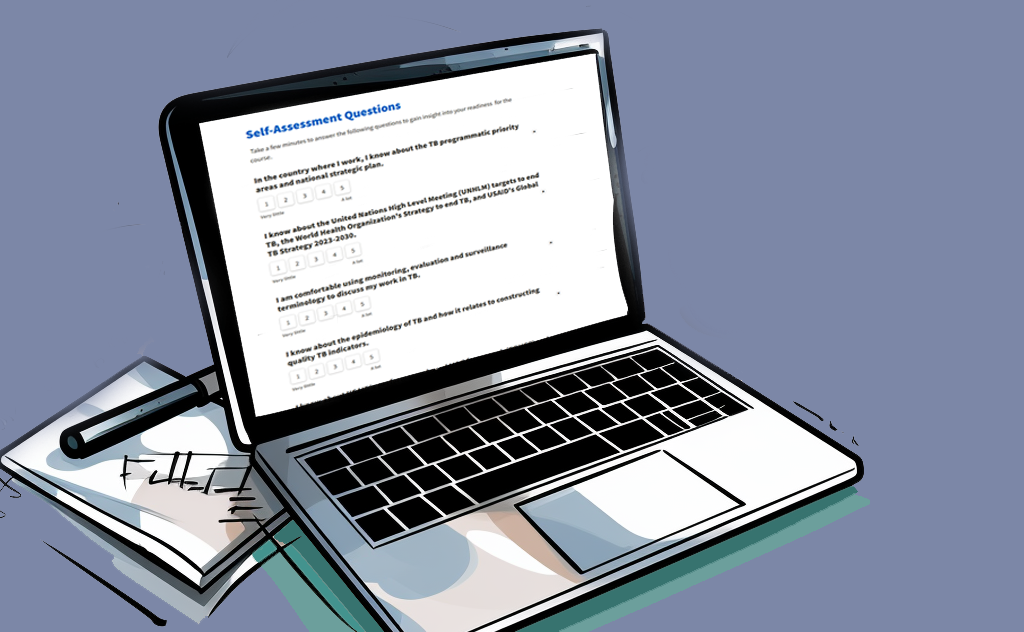 Self-Assessment Questions
Take a few minutes to answer the following questions to gain insight into your readiness for the
course.
In the country where I work, I know about the TB programmatic priority
areas and national strategic plan.
1 2 3 4 5
Very little A lot
I know about the United Nations High Level Meeting (UNHLM) targets to end
TB, the World Health Organization's Strategy to end TB, and USAID's Global
TB Strategy 2023-2030.
1 2 3 4 5
Very little A lot
I am comfortable using monitoring, evaluation and surveillance
terminology to discuss my work in TB.
1 2 3 4 5
Very little A lot
I know about the epidemiology of TB and how it relates to constructing
quality TB indicators.
1 2 3 4 5
Very little A lot